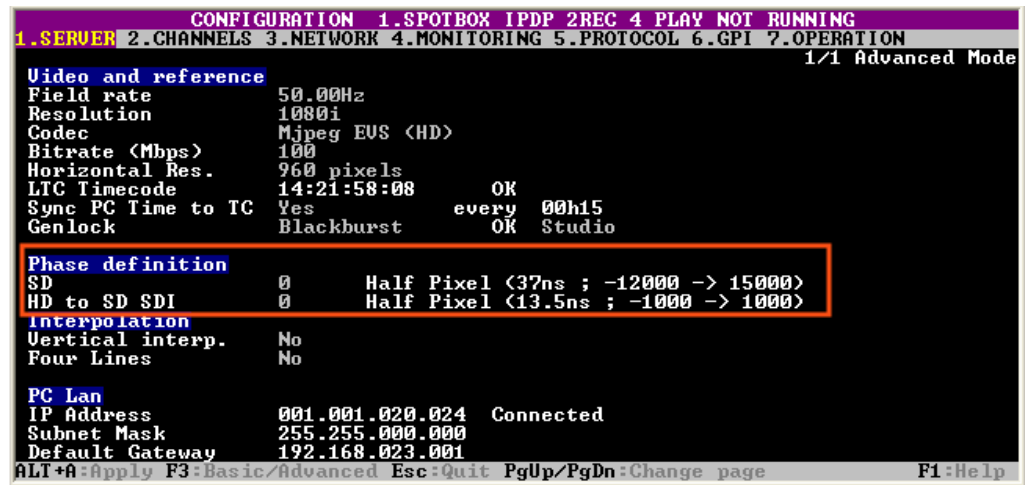 CONFIGURATION 1.SPOTBOX IPDP 2REC 4 PLAY NOT RUNNING
1.SERVER 2.CHANNELS 3.NETWORK 4.MONITORING 5.PROTOCOL 6.GPI 7.OPERATION
1/1 Advanced Mode
Video and reference
Field rate 50.00Hz
Resolution 1080i
Codec Mjpeg EVS (HD)
Bitrate (Mbps) 100
Horizontal Res. 960 pixels
LTC Timecode 14:21:58:08 OK
Sync PC Time to TC Yes every 00h15
Genlock Blackburst OK Studio
Phase definition
SD 0 Half Pixel (37ns ; -12000 -> 15000)
HD to SD SDI 0 Half Pixel (13.5ns ; -1000 -> 1000)
Interpolation
Vertical interp. No
Four Lines No
PC Lan
IP Address 001.001.020.024 Connected
Subnet Mask 255.255.000.000
Default Gateway 192.168.023.001
ALT+A:Apply F3:Basic/Advanced Esc:Quit PgUp/PgDn:Change page F1:Help